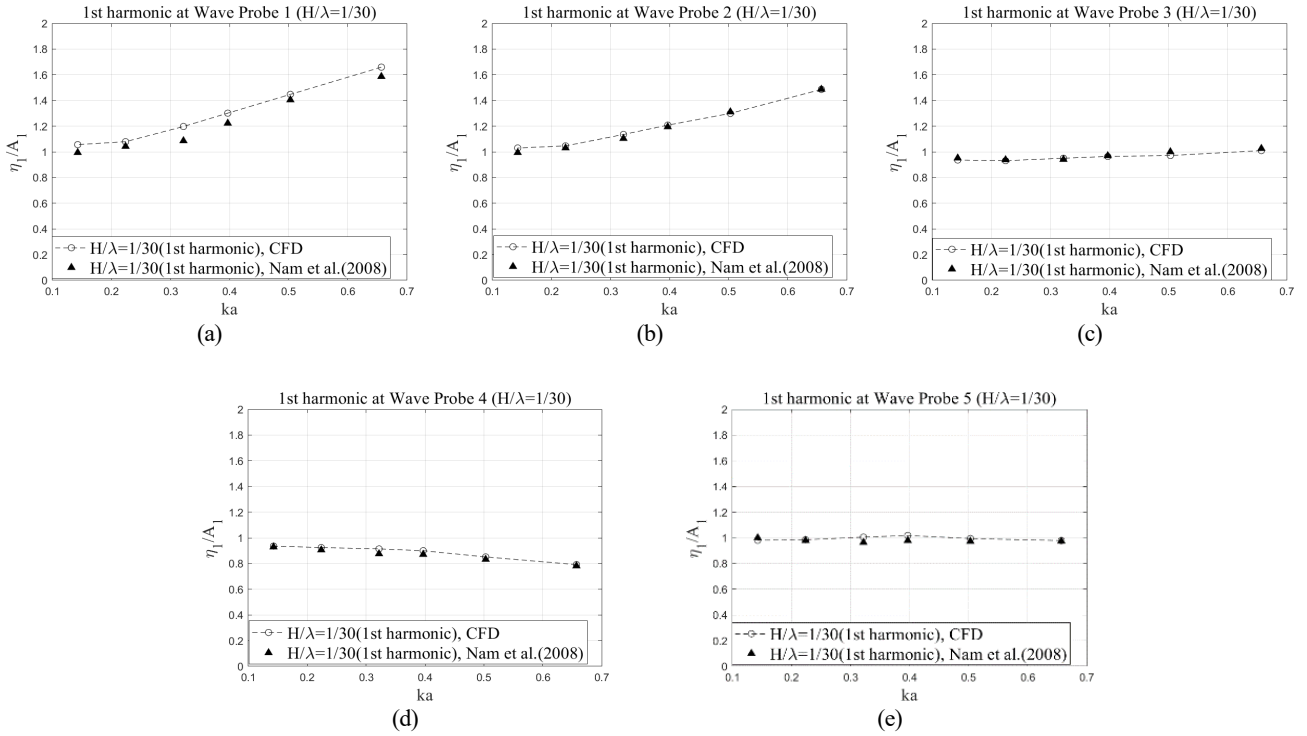 1st harmonic at Wave Probe 1 (H/λ=1/30)
2
1.8
1.6
1.4
1.2
1
0.8
0.6
0.4
0.2
0
η1/A1
H/λ=1/30(1st harmonic), CFD
H/λ=1/30(1st harmonic), Nam et al.(2008)
0.1 0.2 0.3 0.4 0.5 0.6 0.7
ka
(a)
1st harmonic at Wave Probe 2 (H/λ=1/30)
2
1.8
1.6
1.4
1.2
1
0.8
0.6
0.4
0.2
0
η1/A1
H/λ=1/30(1st harmonic), CFD
H/λ=1/30(1st harmonic), Nam et al.(2008)
0.1 0.2 0.3 0.4 0.5 0.6 0.7
ka
(b)
1st harmonic at Wave Probe 3 (H/λ=1/30)
2
1.8
1.6
1.4
1.2
1
0.8
0.6
0.4
0.2
0
η1/A1
H/λ=1/30(1st harmonic), CFD
H/λ=1/30(1st harmonic), Nam et al.(2008)
0.1 0.2 0.3 0.4 0.5 0.6 0.7
ka
(c)
1st harmonic at Wave Probe 4 (H/λ=1/30)
2
1.8
1.6
1.4
1.2
1
0.8
0.6
0.4
0.2
0
η1/A1
H/λ=1/30(1st harmonic), CFD
H/λ=1/30(1st harmonic), Nam et al.(2008)
0.1 0.2 0.3 0.4 0.5 0.6 0.7
ka
(d)
1st harmonic at Wave Probe 5 (H/λ=1/30)
2
1.8
1.6
1.4
1.2
1
0.8
0.6
0.4
0.2
0
η1/A1
H/λ=1/30(1st harmonic), CFD
H/λ=1/30(1st harmonic), Nam et al.(2008)
0.1 0.2 0.3 0.4 0.5 0.6 0.7
ka
(e)